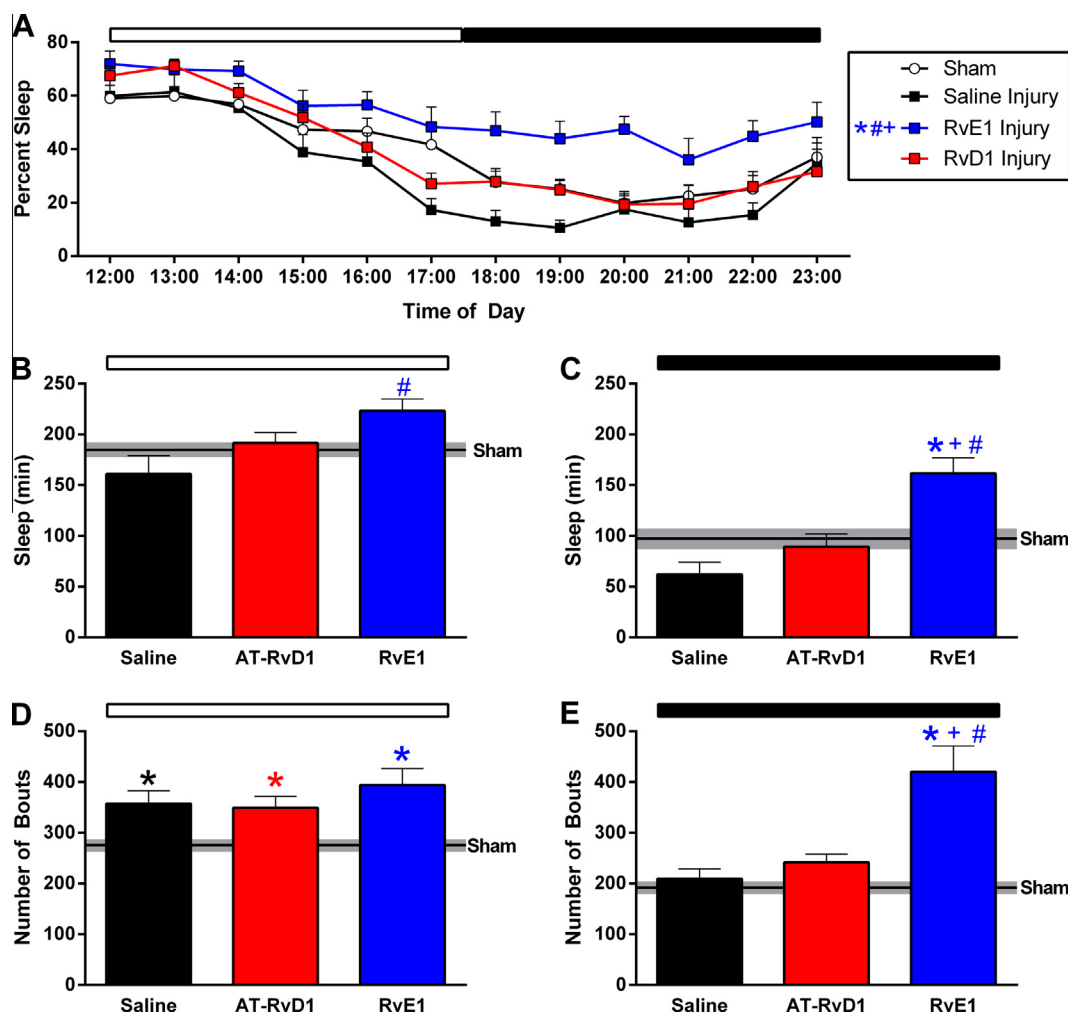 A
80
60
40
20
0
Percent Sleep
12:00 13:00 14:00 15:00 16:00 17:00 18:00 19:00 20:00 21:00 22:00 23:00
Time of Day
Sham
Saline Injury
*#+ RvE1 Injury
RvD1 Injury
B
250
200
150
100
50
0
Sleep (min)
#
Sham
Saline AT-RvD1 RvE1
C
250
200
150
100
50
0
Sleep (min)
* + #
Sham
Saline AT-RvD1 RvE1
D
500
400
300
200
100
0
Number of Bouts
* * *
Sham
Saline AT-RvD1 RvE1
E
500
400
300
200
100
0
Number of Bouts
* + #
Sham
Saline AT-RvD1 RvE1